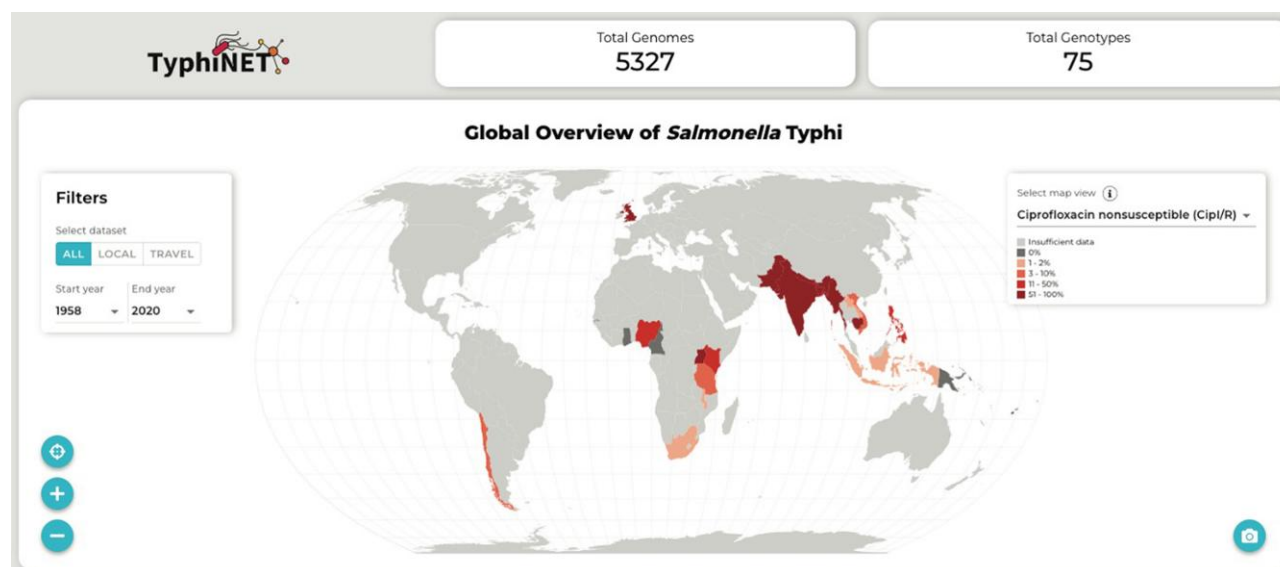 TyphiNET
Total Genomes
5327
Total Genotypes
75
Global Overview of Salmonella Typhi
Filters
Select dataset
ALL LOCAL TRAVEL
Start year End year
1958 2020
Select map view i
Ciprofloxacin nonsusceptible (CipI/R)
Insufficient data
0%
1 - 2%
3 - 10%
11 - 50%
51 - 100%